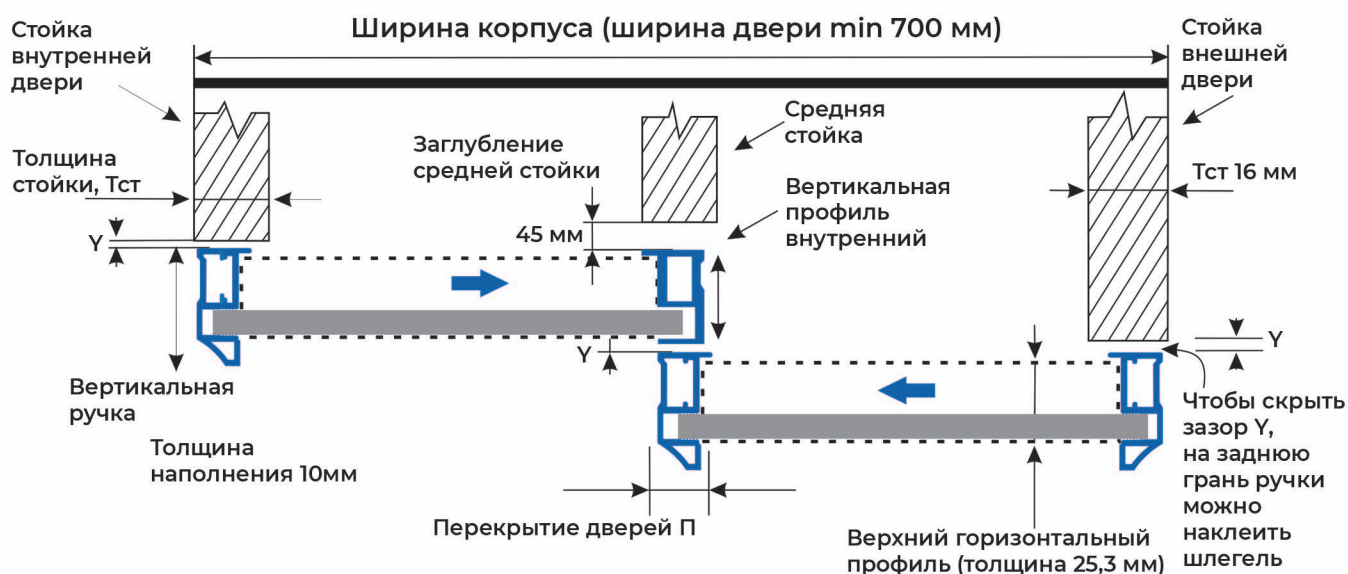 Ширина корпуса (ширина двери min 700 мм)
Стойка
внутренней
двери
Стойка
внешней
двери
Средняя
стойка
Заглубление
средней стойки
Толщина
стойки, Тст
Тст 16 мм
Вертикальная
профиль
внутренний
Y
45 мм
Y
Y
Вертикальная
ручка
Чтобы скрыть
зазор Y,
на заднюю
грань ручки
можно
наклеить
шлегель
Толщина
наполнения 10мм
Перекрытие дверей П
Верхний горизонтальный
профиль (толщина 25,3 мм)